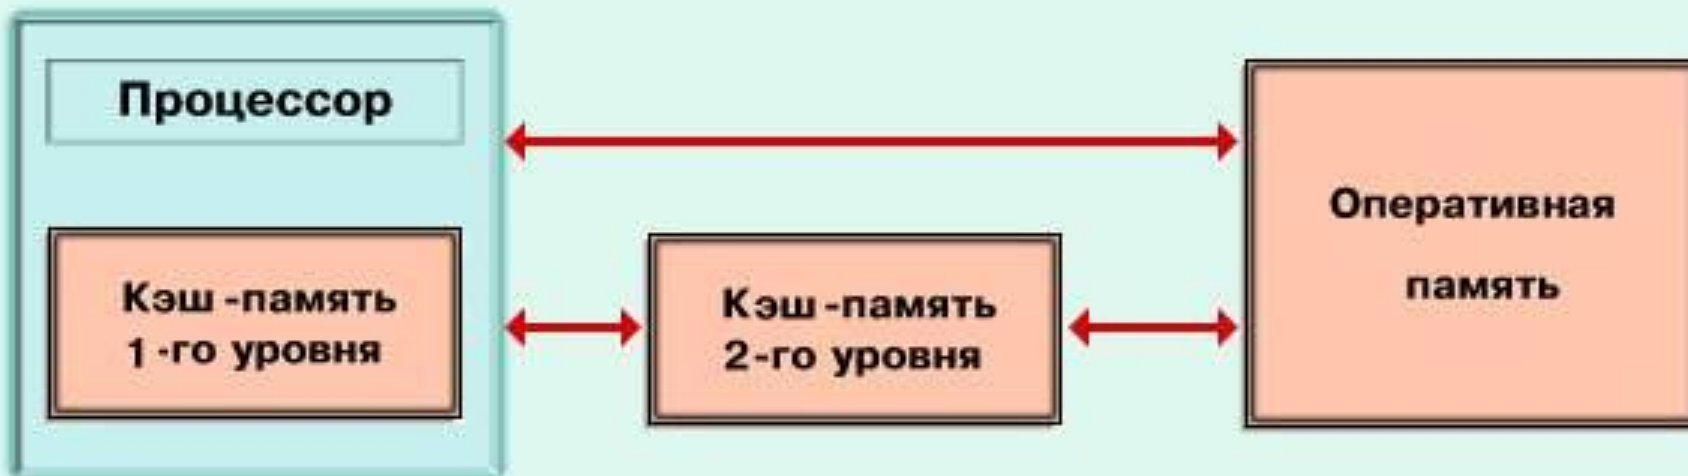 Процессор
Кэш-память
1-го уровня
Кэш-память
2-го уровня
Оперативная
память